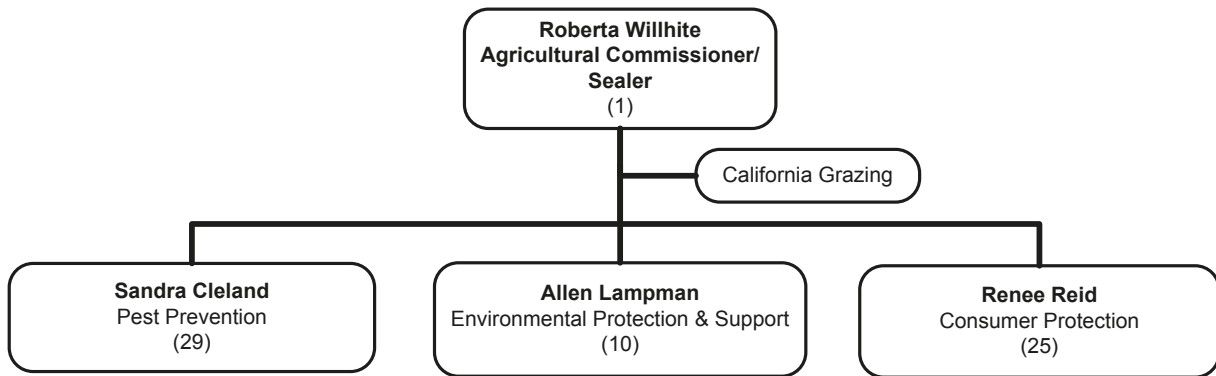 Roberta Willhite
Agricultural Commissioner/
Sealer
(1)
California Grazing
Sandra Cleland
Pest Prevention
(29)
Allen Lampman
Environmental Protection & Support
(10)
Renee Reid
Consumer Protection
(25)